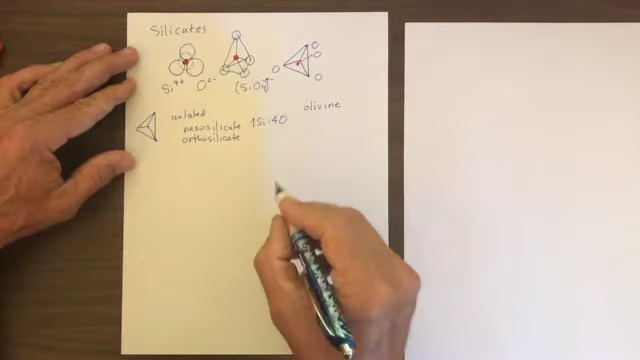 Silicates
Si4+ O2- (SiO4)4-
O O O O
olivine
isolated
nesosilicate 1Si:4O
orthosilicate